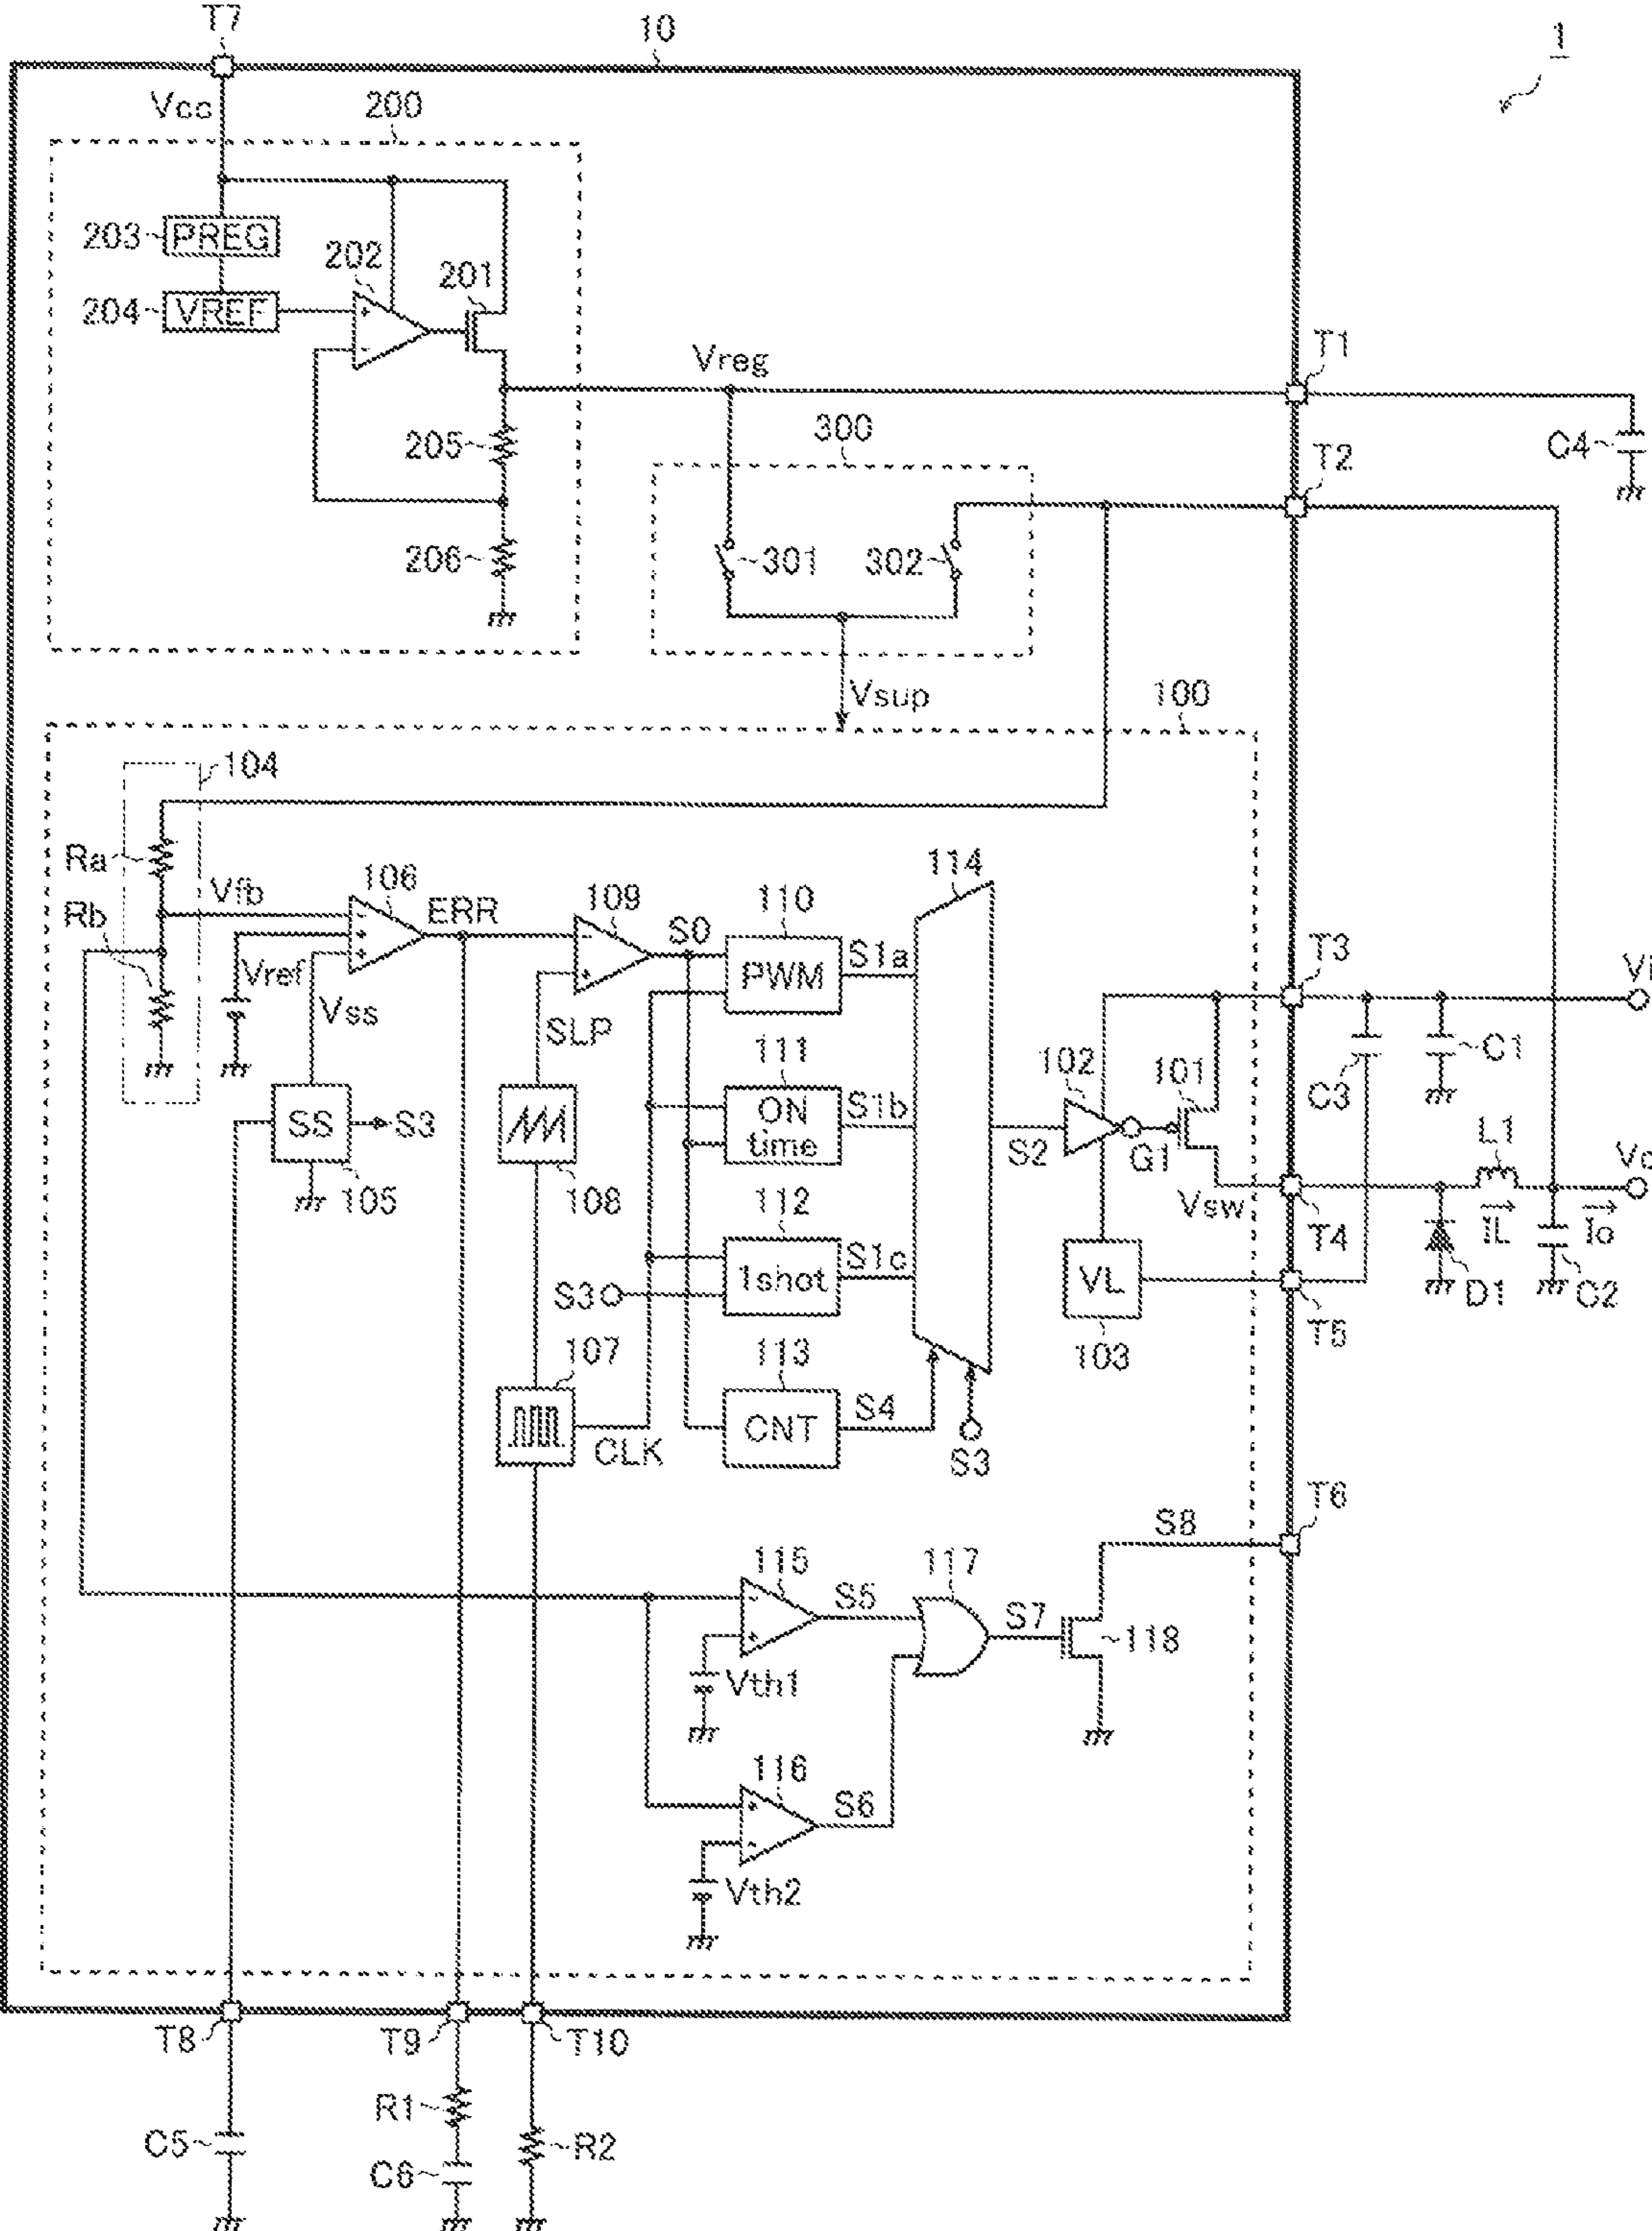 T7
10
1
Vcc
200
203
PREG
202
201
204
VREF
Vreg
T1
205
300
C4
T2
206
301
302
Vsup
100
104
Ra
114
Vfb
106
ERR
109
S0
110
Rb
S1a
T3
Vref
PWM
Vi
Vss
SLP
111
102
101
C1
C3
SS
S3
ON
time
S1b
L1
S2
G1
Vo
105
108
112
Vsw
T4
IL
Io
S1c
S3
1shot
VL
D1
C2
T5
107
113
103
CNT
S4
CLK
S3
T6
S8
115
117
S5
S7
118
Vth1
116
S6
Vth2
T8
T9
T10
R1
C5
R2
C6